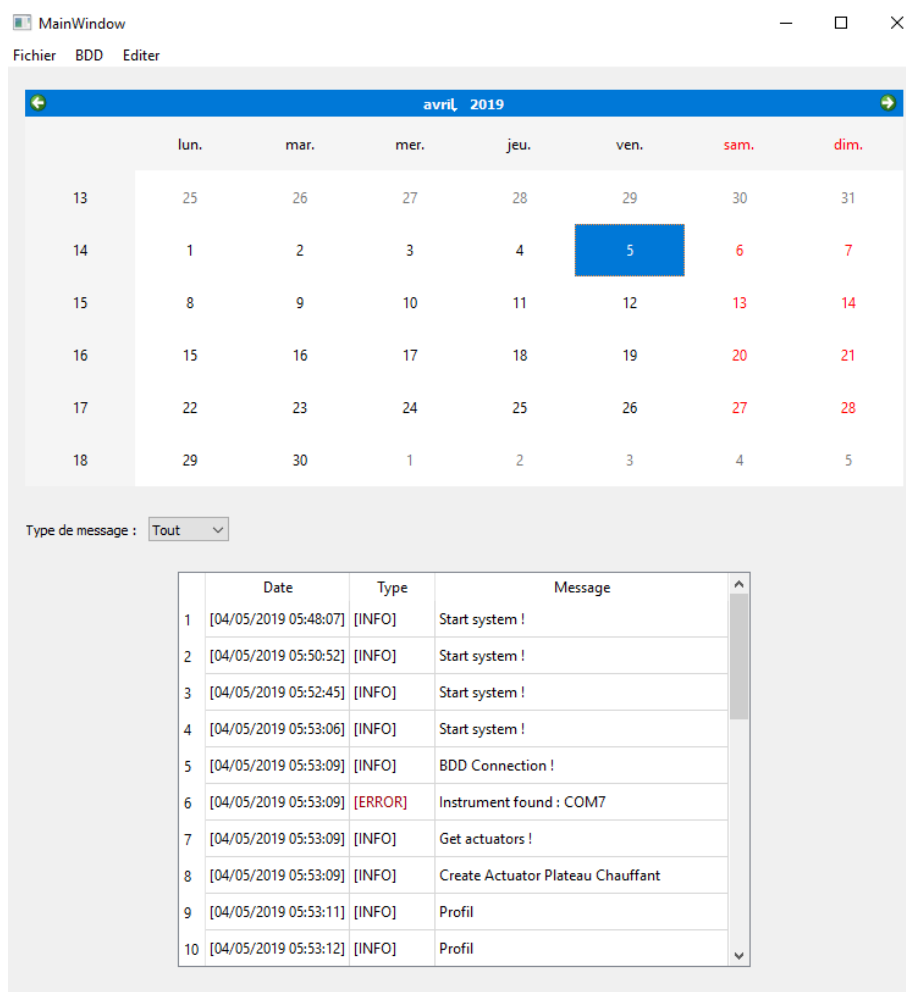 MainWindow
Fichier BDD Editer
avril, 2019
lun. mar. mer. jeu. ven. sam. dim.
13 25 26 27 28 29 30 31
14 1 2 3 4 5 6 7
15 8 9 10 11 12 13 14
16 15 16 17 18 19 20 21
17 22 23 24 25 26 27 28
18 29 30 1 2 3 4 5
Type de message : Tout
Date Type Message
1 [04/05/2019 05:48:07] [INFO] Start system !
2 [04/05/2019 05:50:52] [INFO] Start system !
3 [04/05/2019 05:52:45] [INFO] Start system !
4 [04/05/2019 05:53:06] [INFO] Start system !
5 [04/05/2019 05:53:09] [INFO] BDD Connection !
6 [04/05/2019 05:53:09] [ERROR] Instrument found : COM7
7 [04/05/2019 05:53:09] [INFO] Get actuators !
8 [04/05/2019 05:53:09] [INFO] Create Actuator Plateau Chauffant
9 [04/05/2019 05:53:11] [INFO] Profil
10 [04/05/2019 05:53:12] [INFO] Profil